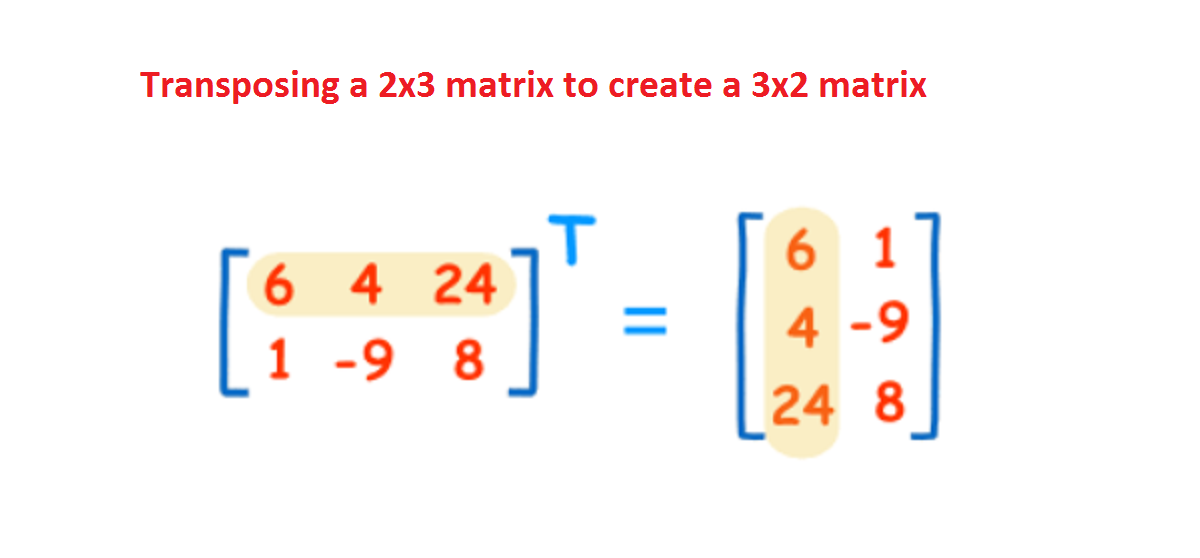 Transposing a 2x3 matrix to create a 3x2 matrix
[6 4 24
1 -9 8]
T
=
[6 1
4 -9
24 8]